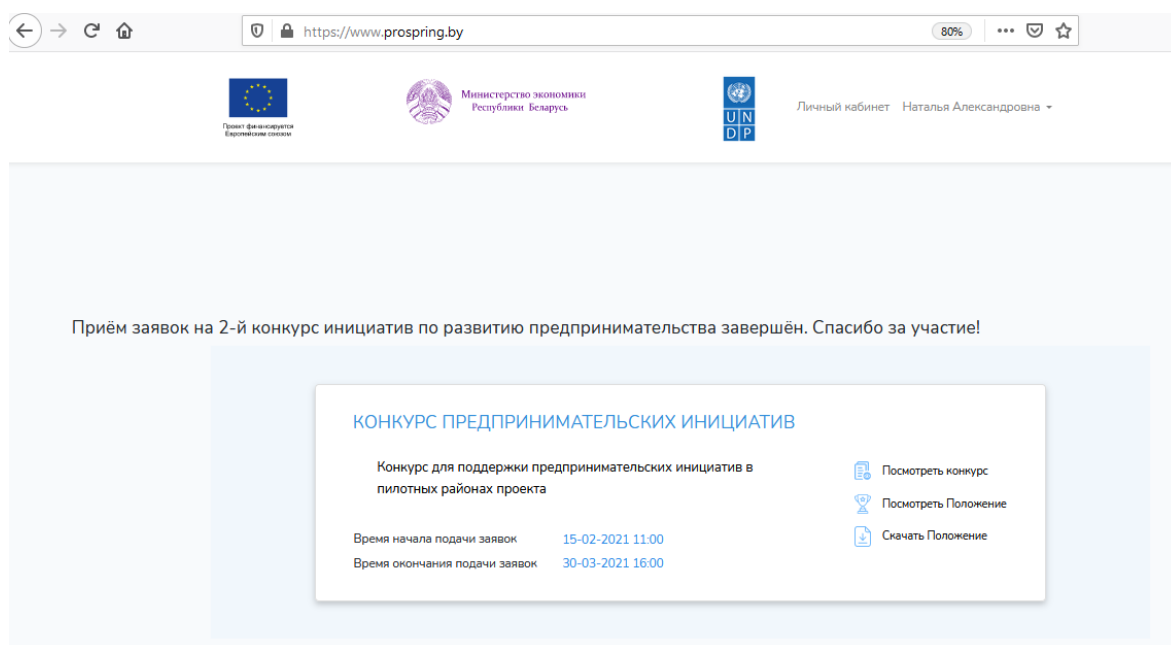 https://www.prospring.by
80%
Проект финансируется
Европейским союзом
Министерство экономики
Республики Беларусь
U N
D P
Личный кабинет Наталья Александровна
Приём заявок на 2-й конкурс инициатив по развитию предпринимательства завершён. Спасибо за участие!
КОНКУРС ПРЕДПРИНИМАТЕЛЬСКИХ ИНИЦИАТИВ
Конкурс для поддержки предпринимательских инициатив в
пилотных районах проекта
Посмотреть конкурс
Посмотреть Положение
Скачать Положение
Время начала подачи заявок 15-02-2021 11:00
Время окончания подачи заявок 30-03-2021 16:00